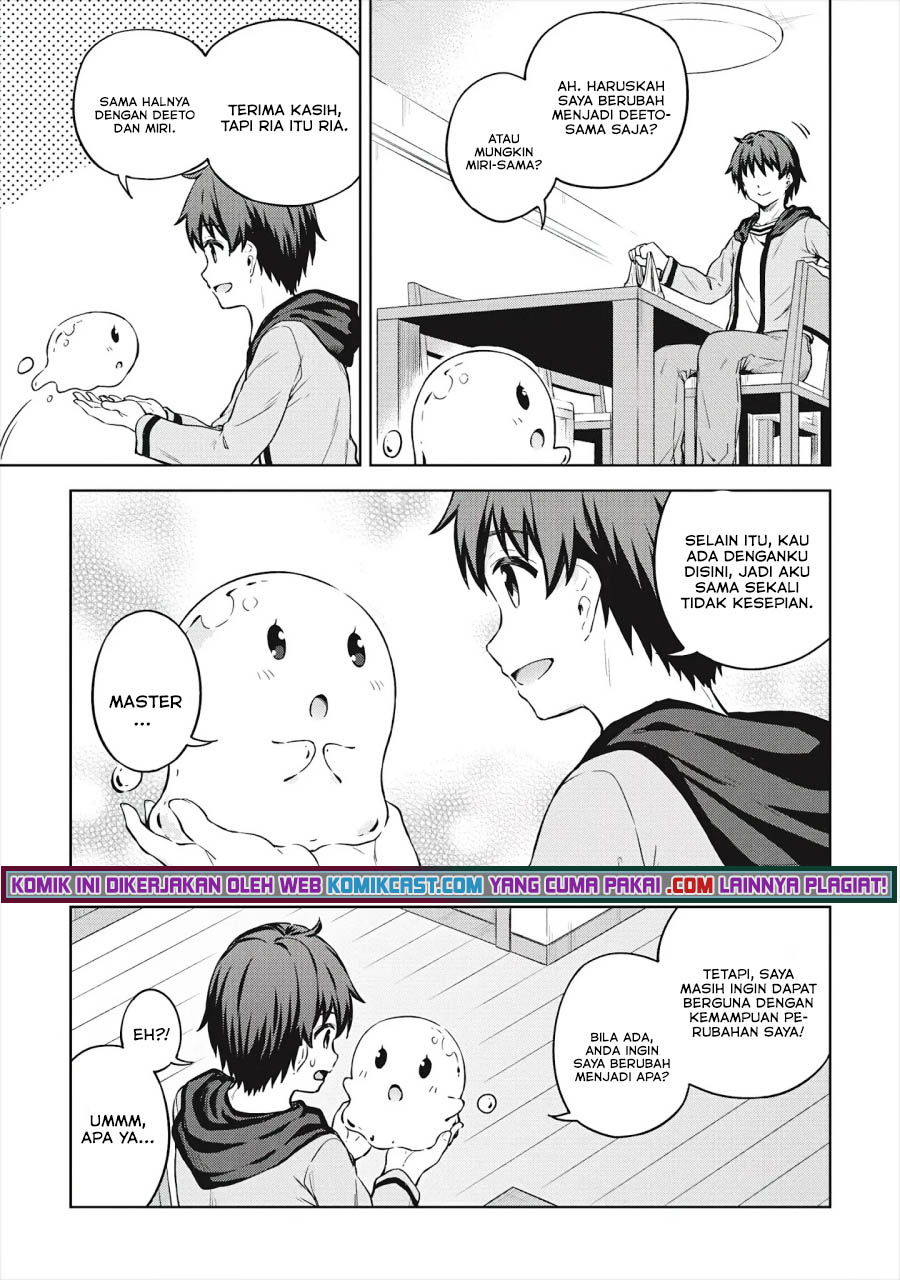 AH. HARUSKAH
SAYA BERUBAH
MENJADI DEETO-
SAMA SAJA?
ATAU
MUNGKIN
MIRI-SAMA?
TERIMA KASIH,
TAPI RIA ITU RIA.
SAMA HALNYA
DENGAN DEETO
DAN MIRI.
SELAIN ITU, KAU
ADA DENGANKU
DISINI, JADI AKU
SAMA SEKALI
TIDAK KESEPIAN.
MASTER
...
KOMIK INI DIKERJAKAN OLEH WEB KOMIKCAST.COM YANG CUMA PAKAI .COM LAINNYA PLAGIAT!
TETAPI, SAYA
MASIH INGIN DAPAT
BERGUNA DENGAN
KEMAMPUAN PE-
RUBAHAN SAYA!
BILA ADA,
ANDA INGIN
SAYA BERUBAH
MENJADI APA?
EH?!
UMMM,
APA YA...